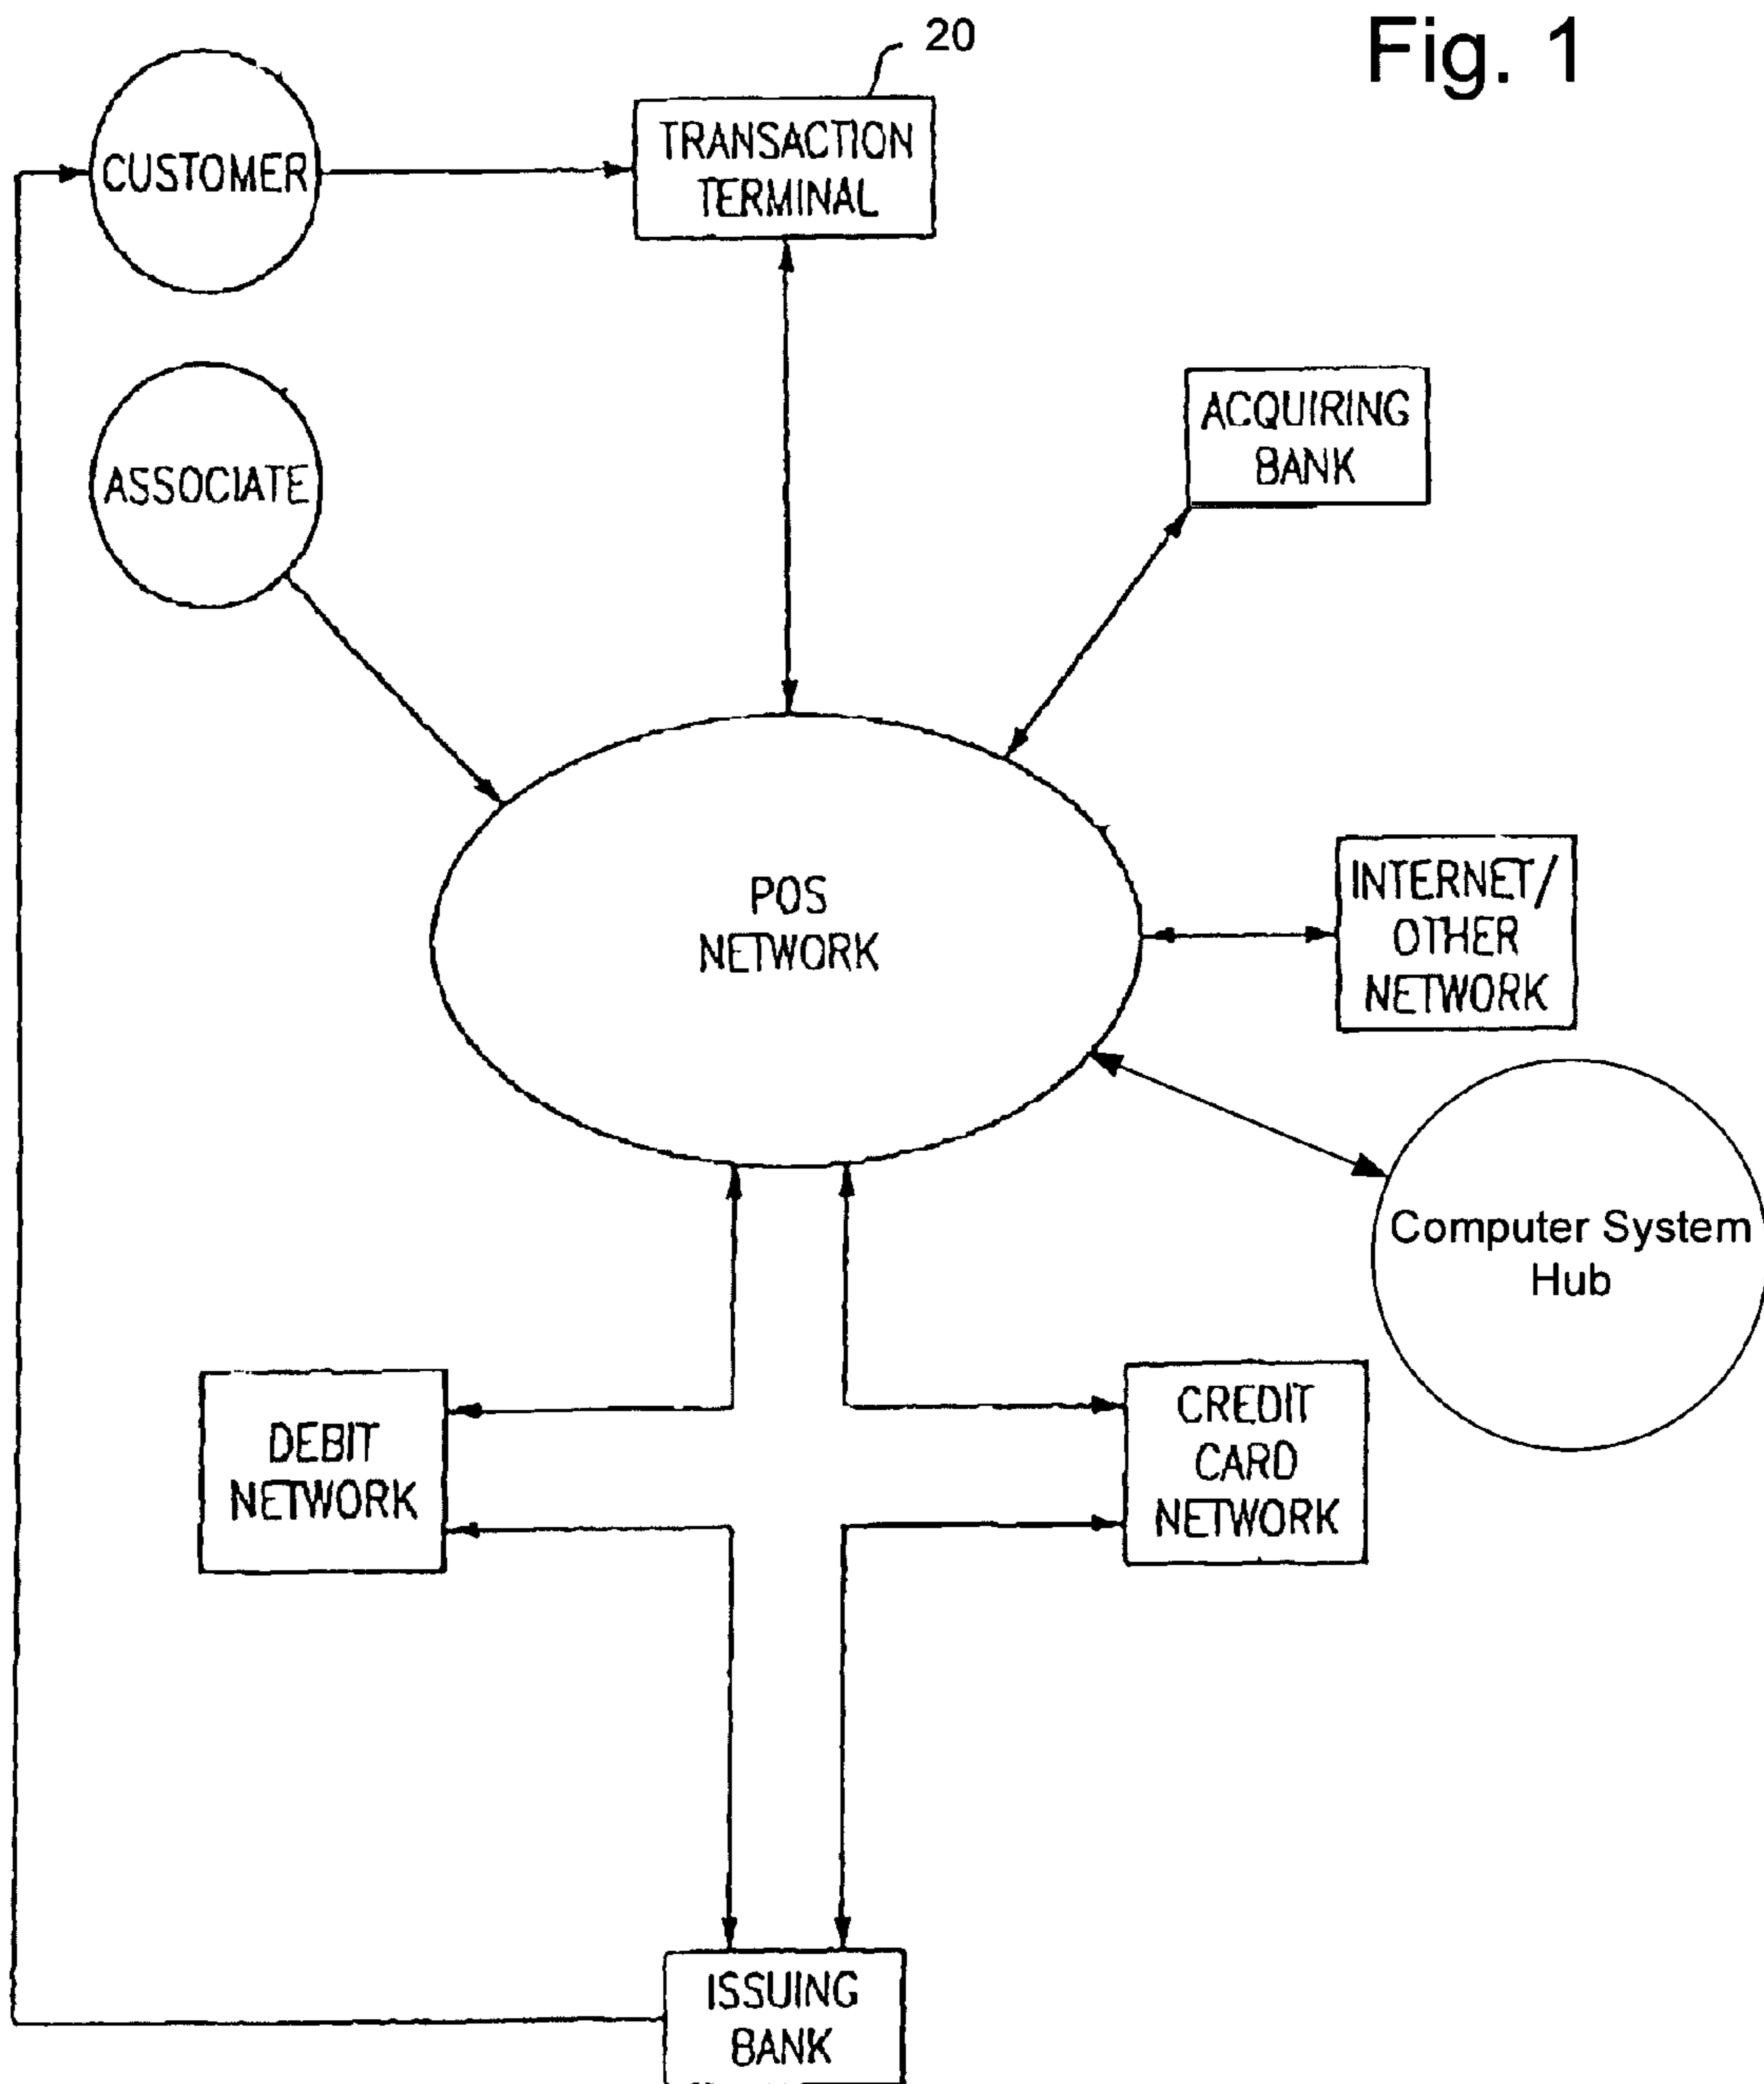 20
Fig. 1
CUSTOMER
TRANSACTION
TERMINAL
ASSOCIATE
ACQUIRING
BANK
POS
NETWORK
INTERNET/
OTHER
NETWORK
Computer System
Hub
DEBIT
NETWORK
CREDIT
CARD
NETWORK
ISSUING
BANK